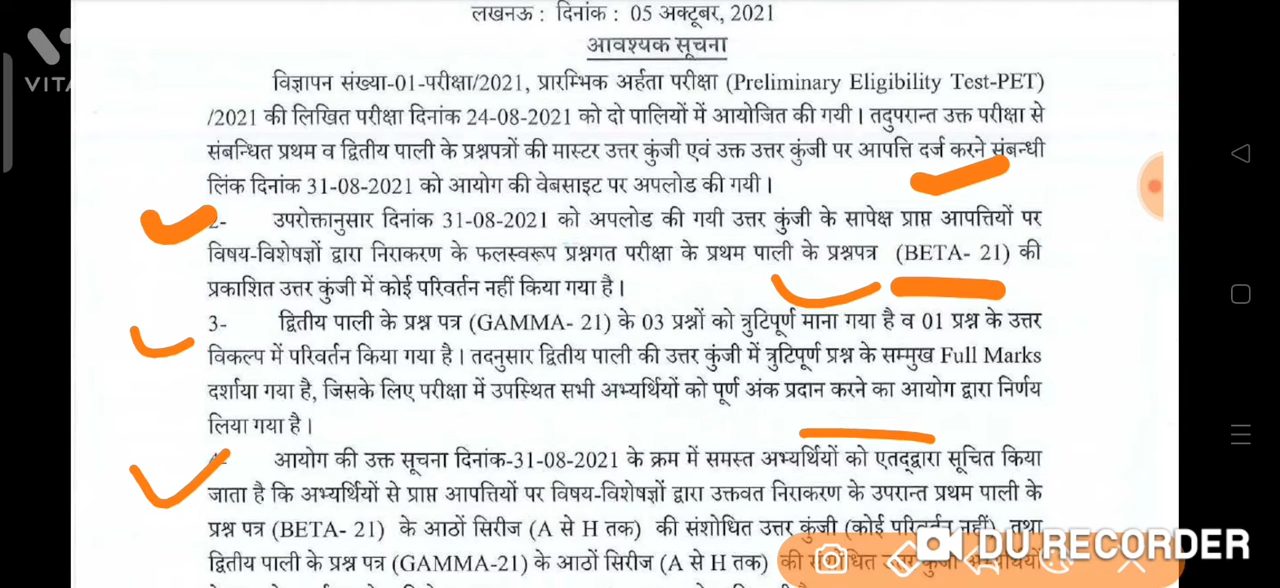 लखनऊ : दिनांक : 05 अक्टूबर, 2021
आवश्यक सूचना
विज्ञापन संख्या-01-परीक्षा/2021, प्रारम्भिक अर्हता परीक्षा (Preliminary Eligibility Test-PET)
/2021 की लिखित परीक्षा दिनांक 24-08-2021 को दो पालियों में आयोजित की गयी। तदुपरान्त उक्त परीक्षा से
संबन्धित प्रथम व द्वितीय पाली के प्रश्नपत्रों की मास्टर उत्तर कुंजी एवं उक्त उत्तर कुंजी पर आपत्ति दर्ज करने संबन्धी
लिंक दिनांक 31-08-2021 को आयोग की वेबसाइट पर अपलोड की गयी।
2- उपरोक्तानुसार दिनांक 31-08-2021 को अपलोड की गयी उत्तर कुंजी के सापेक्ष प्राप्त आपत्तियों पर
विषय-विशेषज्ञों द्वारा निराकरण के फलस्वरूप प्रश्नगत परीक्षा के प्रथम पाली के प्रश्नपत्र (BETA- 21) की
प्रकाशित उत्तर कुंजी में कोई परिवर्तन नहीं किया गया है।
3- द्वितीय पाली के प्रश्न पत्र (GAMMA- 21) के 03 प्रश्नों को त्रुटिपूर्ण माना गया है व 01 प्रश्न के उत्तर
विकल्प में परिवर्तन किया गया है। तदनुसार द्वितीय पाली की उत्तर कुंजी में त्रुटिपूर्ण प्रश्न के सम्मुख Full Marks
दर्शाया गया है, जिसके लिए परीक्षा में उपस्थित सभी अभ्यर्थियों को पूर्ण अंक प्रदान करने का आयोग द्वारा निर्णय
लिया गया है।
4- आयोग की उक्त सूचना दिनांक-31-08-2021 के क्रम में समस्त अभ्यर्थियों को एतद्द्वारा सूचित किया
जाता है कि अभ्यर्थियों से प्राप्त आपत्तियों पर विषय-विशेषज्ञों द्वारा उक्तवत निराकरण के उपरान्त प्रथम पाली के
प्रश्न पत्र (BETA- 21) के आठों सिरीज (A से H तक) की संशोधित उत्तर कुंजी (कोई परिवर्तन नहीं) तथा
द्वितीय पाली के प्रश्न पत्र (GAMMA-21) के आठों सिरीज (A से H तक) की संशोधित उत्तर कुंजी
VITA
DU RECORDER